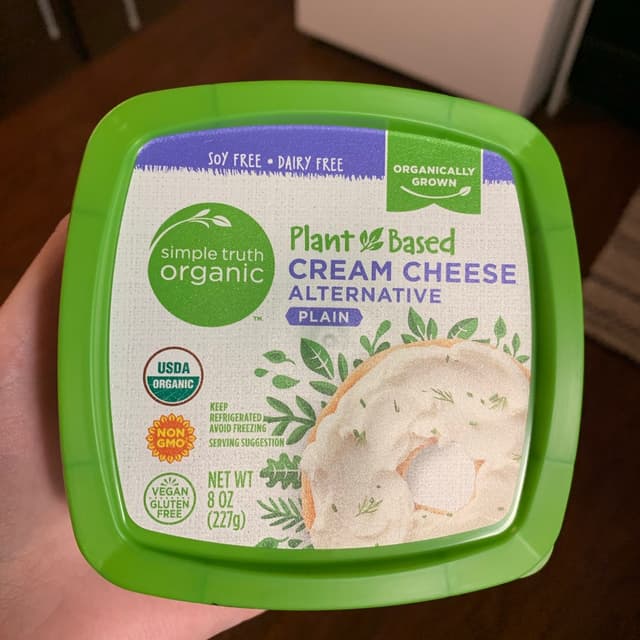 SOY FREE • DAIRY FREE
ORGANICALLY
GROWN
simple truth
organic
TM
Plant Based
CREAM CHEESE
ALTERNATIVE
PLAIN
USDA
ORGANIC
NON
GMO
KEEP
REFRIGERATED
AVOID FREEZING
SERVING SUGGESTION
VEGAN
GLUTEN
FREE
NET WT
8 OZ
(227g)